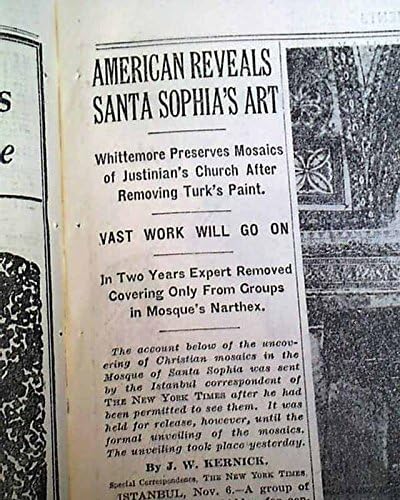 AMERICAN REVEALS
SANTA SOPHIA'S ART
Whittemore Preserves Mosaics
of Justinian's Church After
Removing Turk's Paint.
VAST WORK WILL GO ON
In Two Years Expert Removed
Covering Only From Groups
in Mosque's Narthex.
The account below of the uncov-
ering of Christian mosaics in the
Mosque of Santa Sophia was sent
by the Istanbul correspondent of
THE NEW YORK TIMES after he had
been permitted to see them. It was
held for release, however, until the
formal unveiling of the mosaics.
The unveiling took place yesterday.
By J. W. KERNICK.
Special Correspondence, THE NEW YORK TIMES.
ISTANBUL, Nov. 6.—A group of
s
e